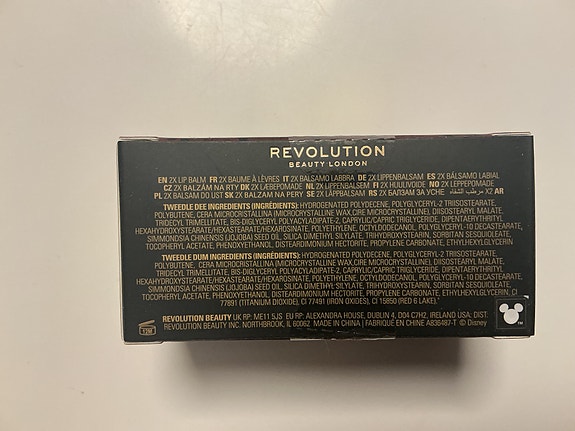 REVOLUTION
BEAUTY LONDON
EN 2X LIP BALM FR 2X BAUME À LÈVRES IT 2X BALSAMO LABBRA DE 2X LIPPENBALSAM ES 2X BÁLSAMO LABIAL
CZ 2X BALZÁM NA RTY DK 2X LÆBEPOMADE NL 2X LIPPENBALSEM FI 2X HUULIVOIDE NO 2X LEPPEPOMADE
PL 2X BALSAM DO UST SK 2X BALZAM NA PERY SE 2X LÄPPBALSAM RS 2X БАЛЗАМ ЗА УСНЕ AR 2X مرطب الشفاه
TWEEDLE DEE INGREDIENTS (INGRÉDIENTS): HYDROGENATED POLYDECENE, POLYGLYCERYL-2 TRIISOSTEARATE,
POLYBUTENE, CERA MICROCRISTALLINA (MICROCRYSTALLINE WAX,CIRE MICROCRISTALLINE), DIISOSTEARYL MALATE,
TRIDECYL TRIMELLITATE, BIS-DIGLYCERYL POLYACYLADIPATE-2, CAPRYLIC/CAPRIC TRIGLYCERIDE, DIPENTAERYTHRITYL
HEXAHYDROXYSTEARATE/HEXASTEARATE/HEXAROSINATE, POLYETHYLENE, OCTYLDODECANOL, POLYGLYCERYL-10 DECASTEARATE,
SIMMONDSIA CHINENSIS (JOJOBA) SEED OIL, SILICA DIMETHYL SILYLATE, TRIHYDROXYSTEARIN, SORBITAN SESQUIOLEATE,
TOCOPHERYL ACETATE, PHENOXYETHANOL, DISTEARDIMONIUM HECTORITE, PROPYLENE CARBONATE, ETHYLHEXYLGLYCERIN
TWEEDLE DUM INGREDIENTS (INGRÉDIENTS): HYDROGENATED POLYDECENE, POLYGLYCERYL-2 TRIISOSTEARATE,
POLYBUTENE, CERA MICROCRISTALLINA (MICROCRYSTALLINE WAX,CIRE MICROCRISTALLINE), DIISOSTEARYL MALATE,
TRIDECYL TRIMELLITATE, BIS-DIGLYCERYL POLYACYLADIPATE-2, CAPRYLIC/CAPRIC TRIGLYCERIDE, DIPENTAERYTHRITYL
HEXAHYDROXYSTEARATE/HEXASTEARATE/HEXAROSINATE, POLYETHYLENE, OCTYLDODECANOL, POLYGLYCERYL-10 DECASTEARATE,
SIMMONDSIA CHINENSIS (JOJOBA) SEED OIL, SILICA DIMETHYL SILYLATE, TRIHYDROXYSTEARIN, SORBITAN SESQUIOLEATE,
TOCOPHERYL ACETATE, PHENOXYETHANOL, DISTEARDIMONIUM HECTORITE, PROPYLENE CARBONATE, ETHYLHEXYLGLYCERIN, CI
77891 (TITANIUM DIOXIDE), CI 77491 (IRON OXIDES), CI 15850 (RED 6 LAKE).
12M
REVOLUTION BEAUTY UK RP: ME11 5JS EU RP: ALEXANDRA HOUSE, DUBLIN 4, D04 C7H2, IRELAND USA: DIST:
REVOLUTION BEAUTY INC. NORTHBROOK, IL 60062 MADE IN CHINA | FABRIQUÉ EN CHINE A836487-T © Disney
TM